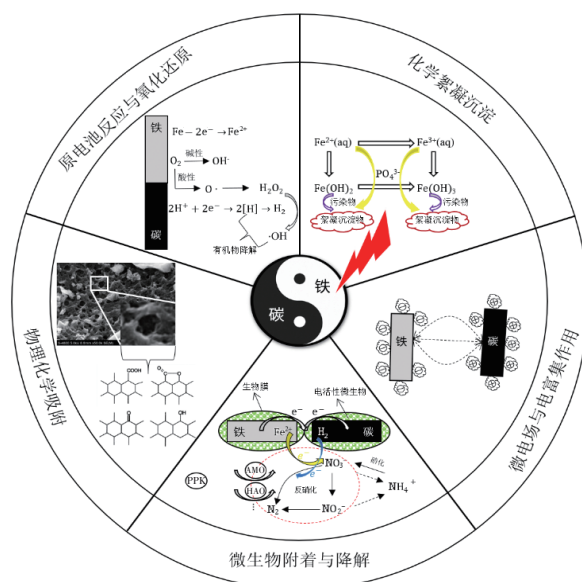 原电池反应与氧化还原
铁
碳
Fe − 2e⁻ → Fe²⁺
碱性
O₂ → OH⁻
酸性
O· → H₂O₂
2H⁺ + 2e⁻ → 2[H] → H₂
·OH
有机物降解
化学絮凝沉淀
Fe²⁺(aq)
Fe³⁺(aq)
PO₄³⁻
Fe(OH)₂
Fe(OH)₃
污染物
污染物
絮凝沉淀物
絮凝沉淀物
铁
碳
物理化学吸附
COOH
O
O
O
O
OH
微电场与电富集作用
铁
碳
微生物附着与降解
生物膜
电活性微生物
e⁻
e⁻
铁
Fe²⁺
H₂
碳
e⁻
e⁻
NO₃⁻
硝化
PPK
AMO
HAO
反硝化
NH₄⁺
N₂
NO₂⁻